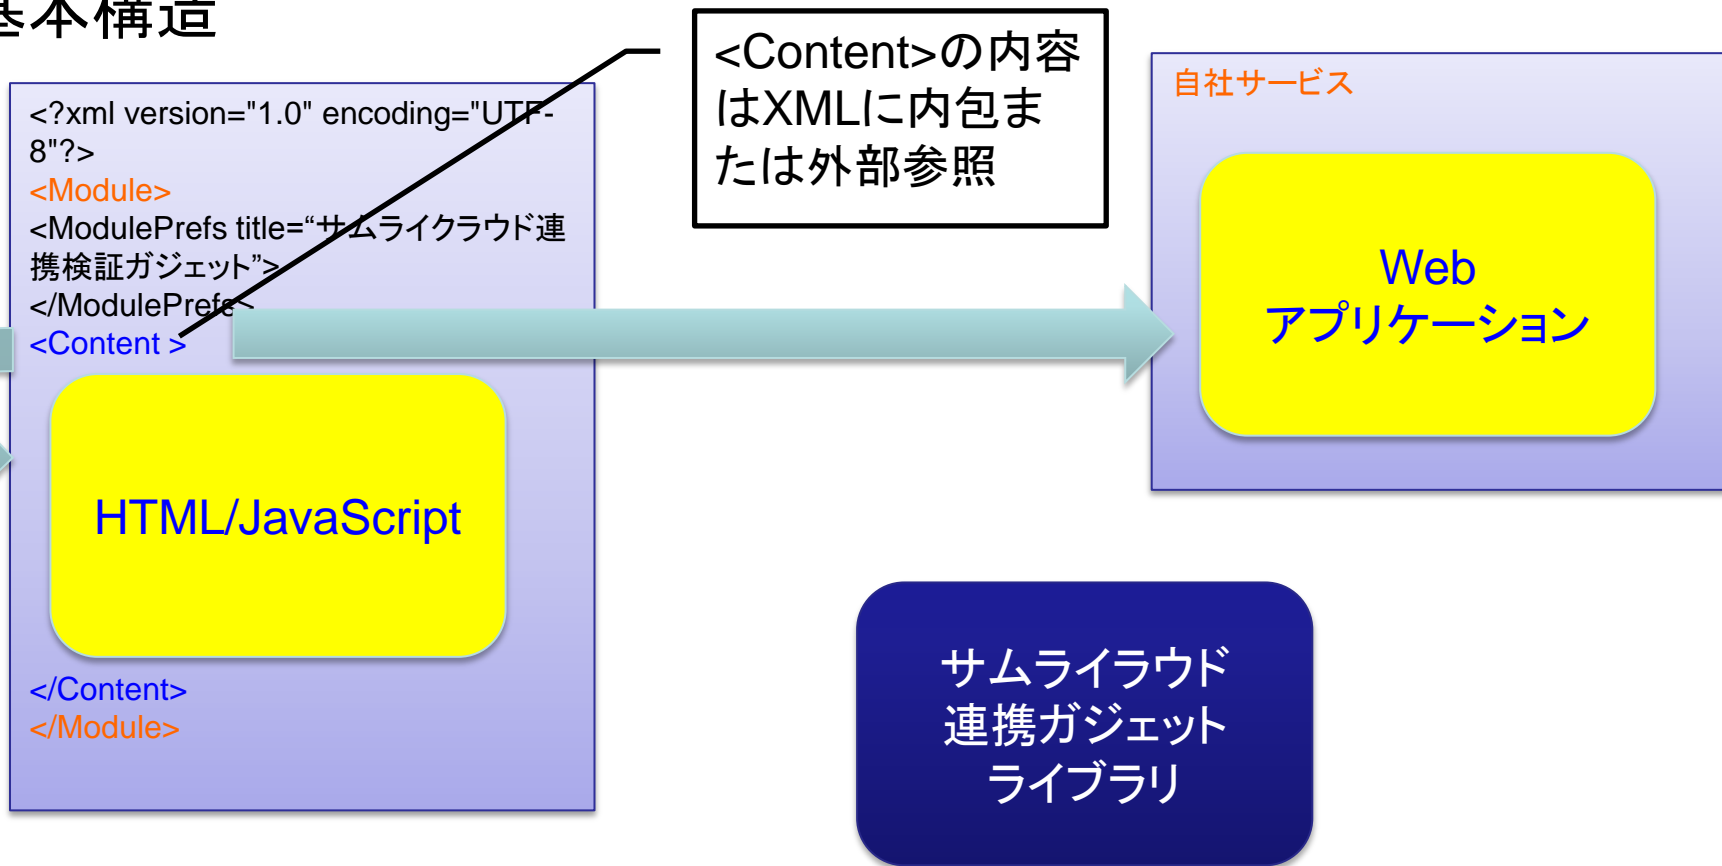 基本構造
<?xml version="1.0" encoding="UTF-
8"?>
<Module>
<ModulePrefs title=“サムライクラウド連
携検証ガジェット”>
</ModulePrefs>
<Content >
HTML/JavaScript
</Content>
</Module>
<Content>の内容
はXMLに内包ま
たは外部参照
自社サービス
Web
アプリケーション
サムライラウド
連携ガジェット
ライブラリ